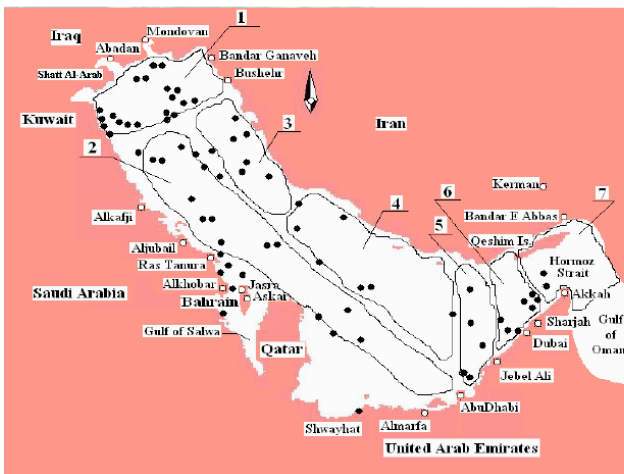 1
Mondovan
Iraq
Abadan
Bandar Ganaveh
Shatt Al-Arab
Bushehr
Kuwait
3
Iran
2
6
Kerman
7
4
Bandar E Abbas
Alkafji
5
Qeshim Is.
Aljubail
Hormoz
Strait
Ras Tanura
Saudi Arabia
Alkhobar
Jasra
Akkah
Bahrain
Askar
Gulf
of
Oman
Sharjah
Gulf of Salwa
Dubai
Qatar
Jebel Ali
AbuDhabi
Shwayhat
Almarfa
United Arab Emirates